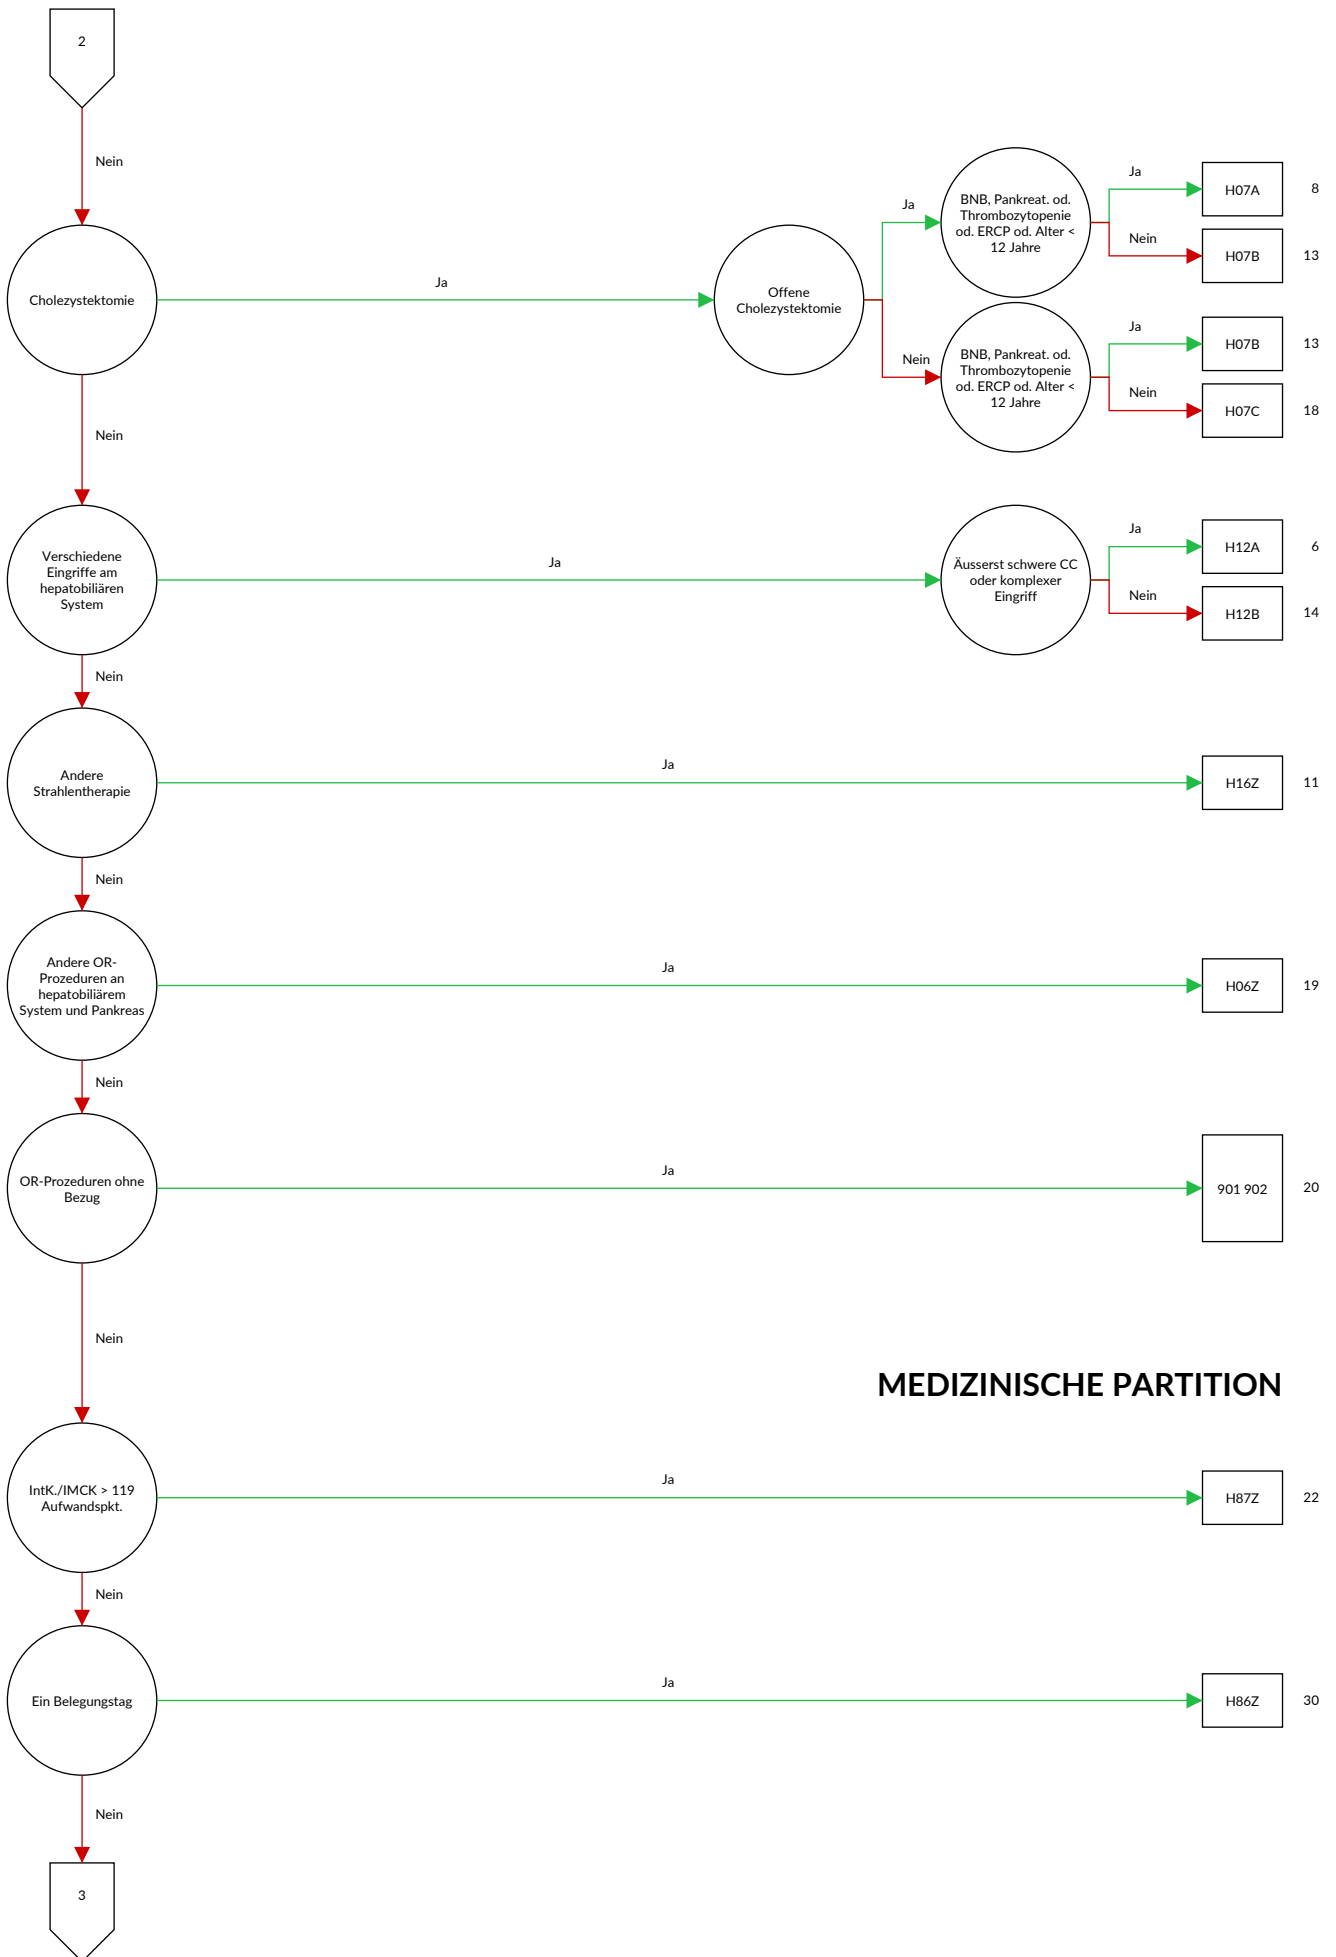 2
Nein
Cholezystektomie
Ja
Offene
Cholezystektomie
Ja
BNB, Pankreat. od.
Thrombozytopenie
od. ERCP od. Alter <
12 Jahre
Ja
H07A
8
Nein
H07B
13
Nein
BNB, Pankreat. od.
Thrombozytopenie
od. ERCP od. Alter <
12 Jahre
Ja
H07B
13
Nein
H07C
18
Nein
Verschiedene
Eingriffe am
hepatobiliären
System
Ja
Äusserst schwere CC
oder komplexer
Eingriff
Ja
H12A
6
Nein
H12B
14
Nein
Andere
Strahlentherapie
Ja
H16Z
11
Nein
Andere OR-
Prozeduren an
hepatobiliärem
System und Pankreas
Ja
H06Z
19
Nein
OR-Prozeduren ohne
Bezug
Ja
901 902
20
Nein
MEDIZINISCHE PARTITION
IntK./IMCK > 119
Aufwandspkt.
Ja
H87Z
22
Nein
Ein Belegungstag
Ja
H86Z
30
Nein
3